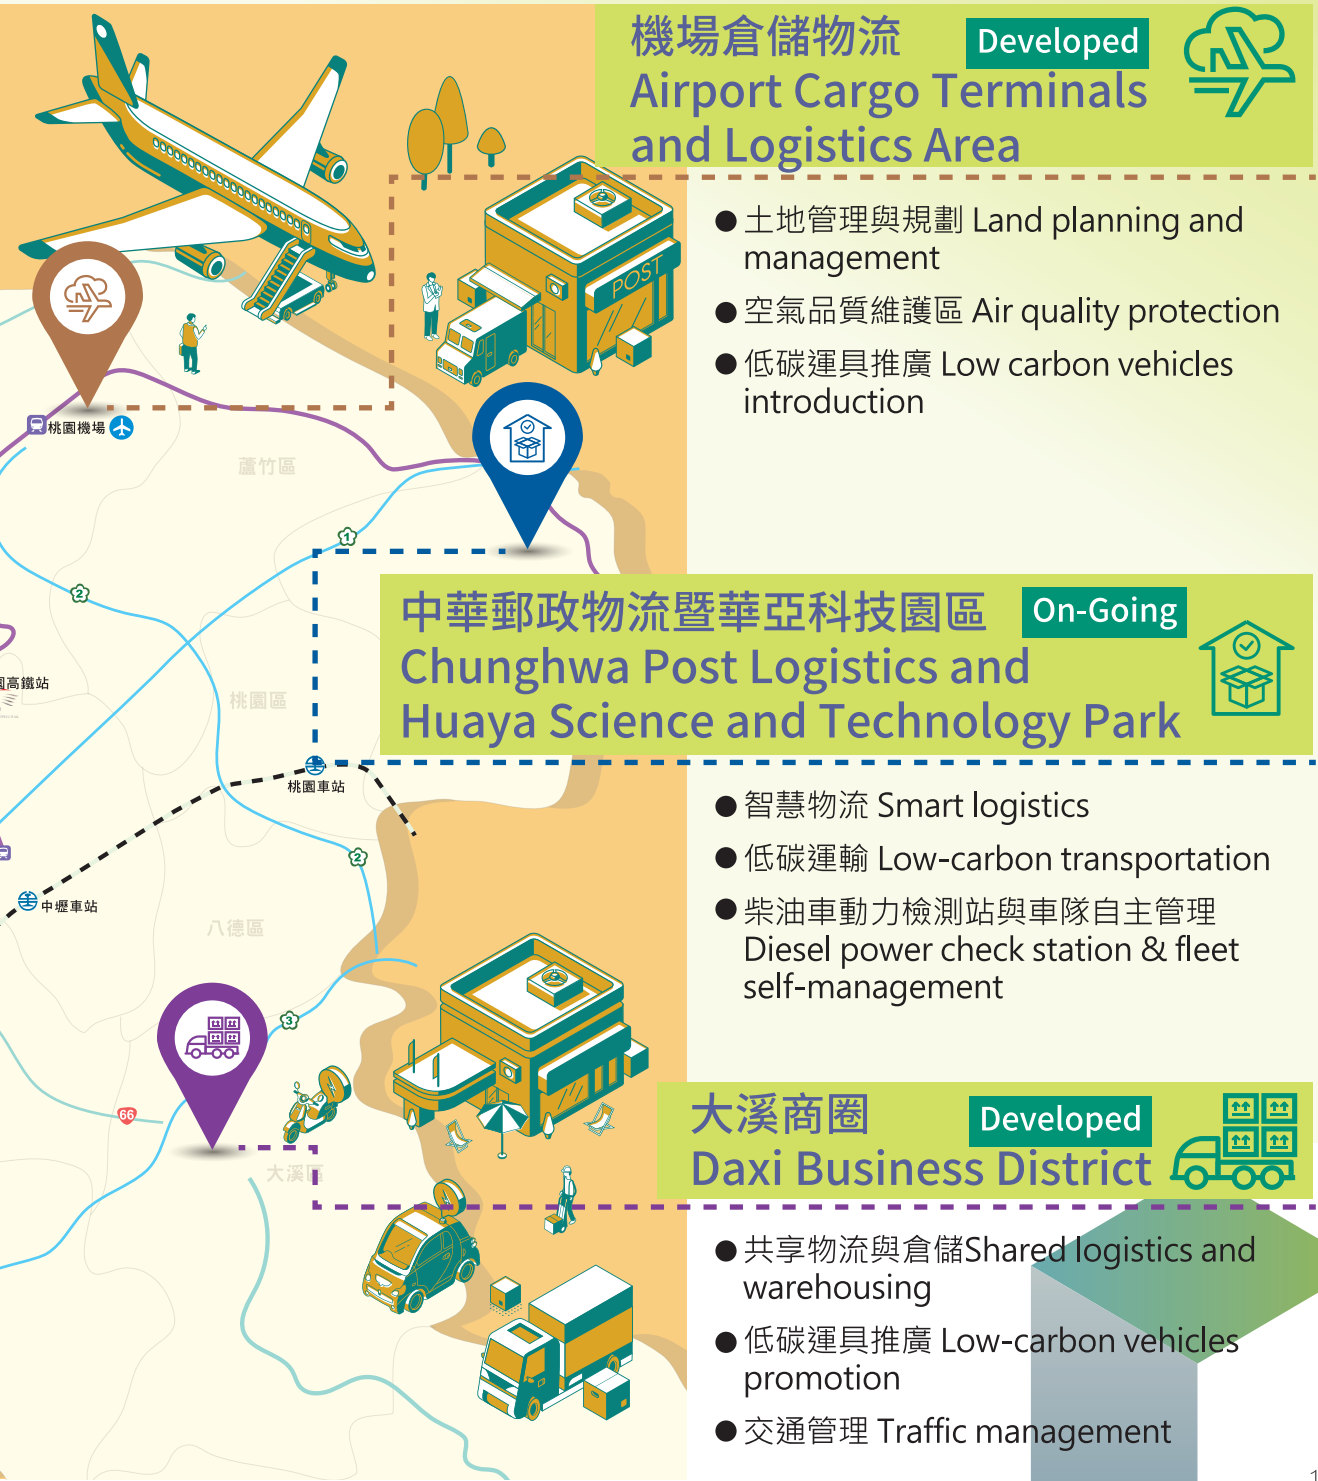 機場倉儲物流
Developed
Airport Cargo Terminals
and Logistics Area
● 土地管理與規劃 Land planning and
management
● 空氣品質維護區 Air quality protection
● 低碳運具推廣 Low carbon vehicles
introduction
POST
桃園機場
蘆竹區
1
2
中華郵政物流暨華亞科技園區
On-Going
Chunghwa Post Logistics and
Huaya Science and Technology Park
園高鐵站
桃園區
桃園車站
● 智慧物流 Smart logistics
● 低碳運輸 Low-carbon transportation
● 柴油車動力檢測站與車隊自主管理
Diesel power check station & fleet
self-management
2
中壢車站
八德區
3
66
大溪區
大溪商圈
Developed
Daxi Business District
● 共享物流與倉儲Shared logistics and
warehousing
● 低碳運具推廣 Low-carbon vehicles
promotion
● 交通管理 Traffic management
1